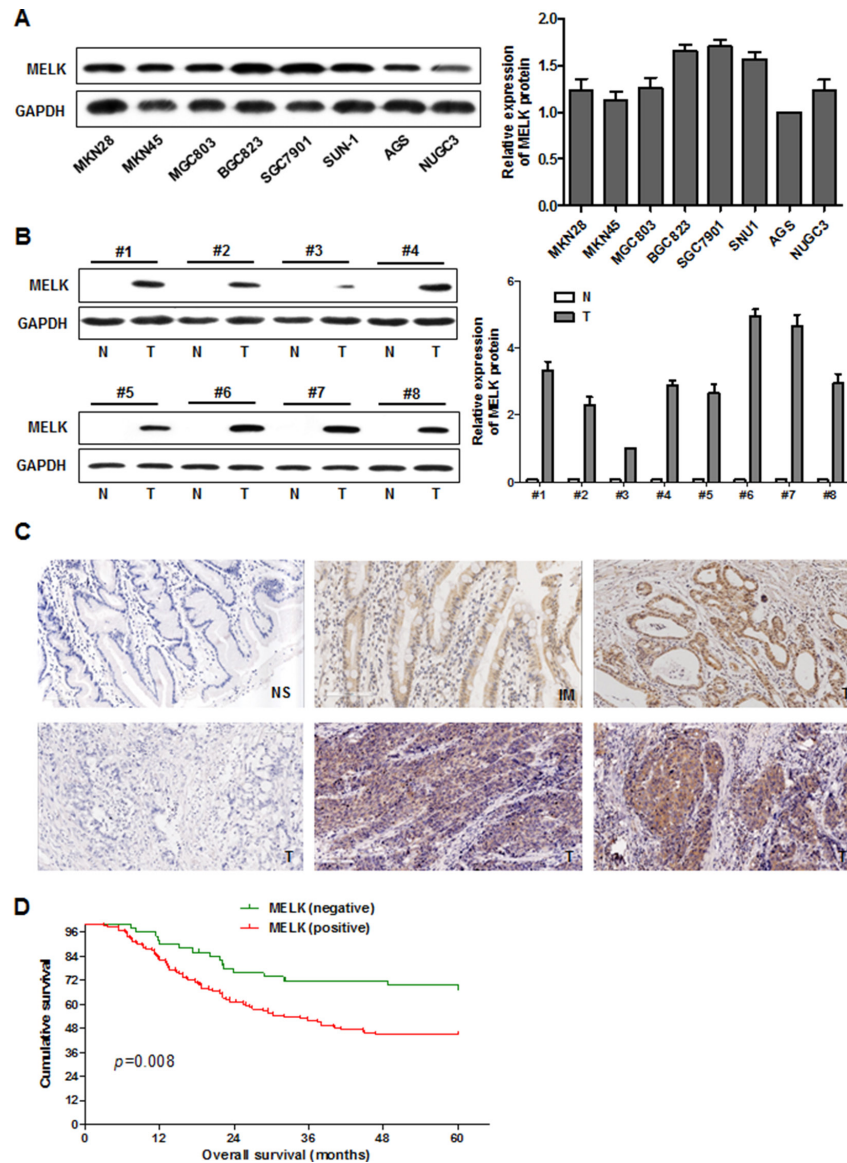 A
MELK
GAPDH
MKN28 MKN45 MGC803 BGC823 SGC7901 SUN-1 AGS NUGC3
Relative expression
of MELK protein
2.0
1.5
1.0
0.5
0.0
MKN28 MKN45 MGC803 BGC823 SGC7901 SNU1 AGS NUGC3
B
#1 #2 #3 #4
MELK
GAPDH
N T N T N T N T
#5 #6 #7 #8
MELK
GAPDH
N T N T N T N T
Relative expression
of MELK protein
6
4
2
0
N
T
#1 #2 #3 #4 #5 #6 #7 #8
C
NS
IM
T
T
T
T
D
MELK (negative)
MELK (positive)
Cumulative survival
96
84
72
60
48
36
24
12
0
p=0.008
0 12 24 36 48 60
Overall survival (months)